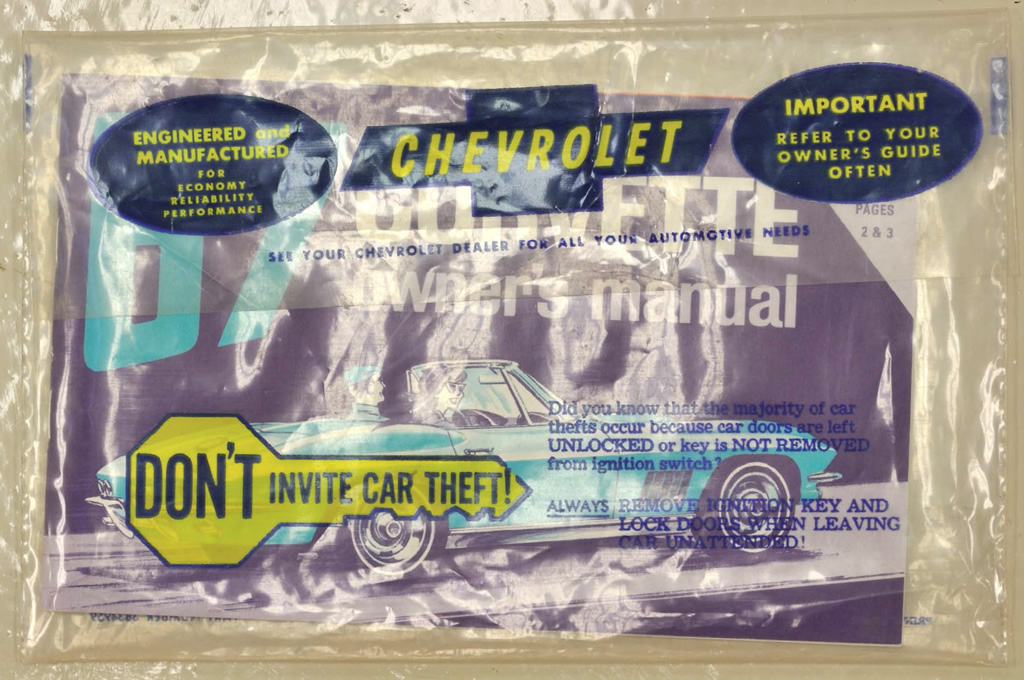 ENGINEERED and
MANUFACTURED
FOR
ECONOMY
RELIABILITY
PERFORMANCE
CHEVROLET
IMPORTANT
REFER TO YOUR
OWNER'S GUIDE
OFTEN
67
CORVETTE
PAGES
2 & 3
SEE YOUR CHEVROLET DEALER FOR ALL YOUR AUTOMOTIVE NEEDS
owner's manual
DON'T INVITE CAR THEFT!
Did you know that the majority of car
thefts occur because car doors are left
UNLOCKED or key is NOT REMOVED
from ignition switch?
ALWAYS REMOVE IGNITION KEY AND
LOCK DOORS WHEN LEAVING
CAR UNATTENDED!